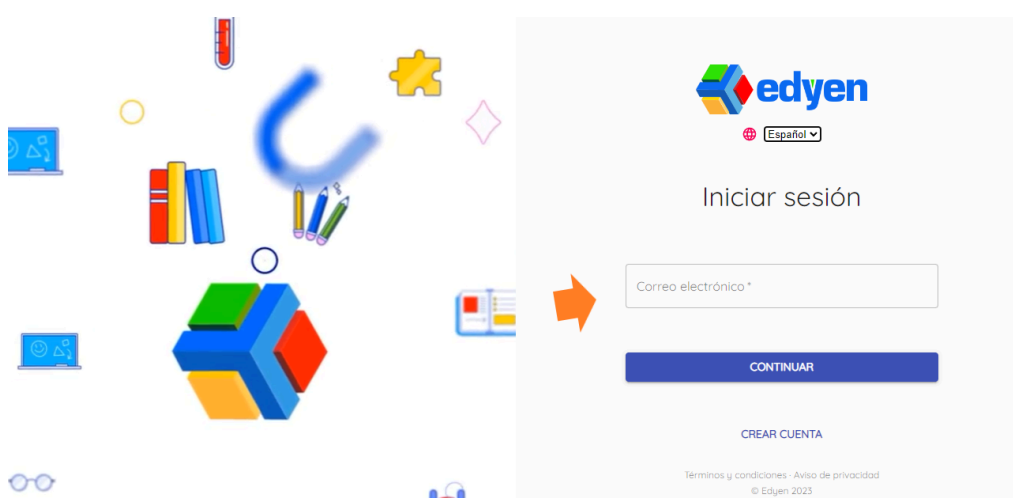 edyen
Español
Iniciar sesión
Correo electrónico *
CONTINUAR
CREAR CUENTA
Términos y condiciones · Aviso de privacidad
© Edyen 2023